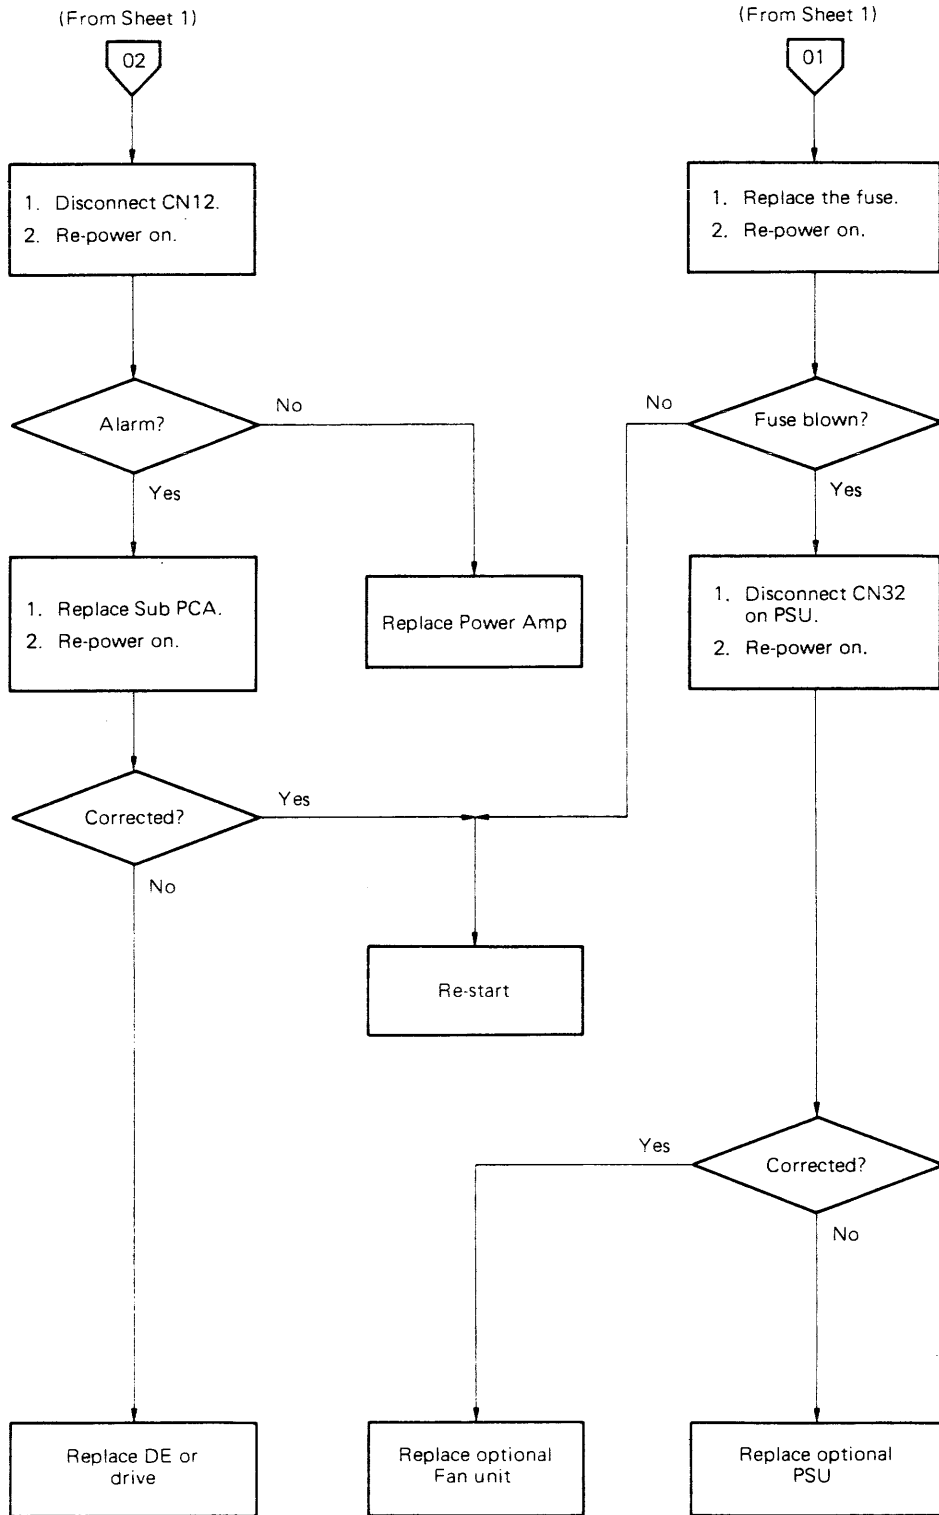 (From Sheet 1)
02
1. Disconnect CN12.
2. Re-power on.
Alarm?
No
Yes
1. Replace Sub PCA.
2. Re-power on.
Replace Power Amp
Corrected?
Yes
No
Re-start
Replace DE or
drive
(From Sheet 1)
01
1. Replace the fuse.
2. Re-power on.
No
Fuse blown?
Yes
1. Disconnect CN32
on PSU.
2. Re-power on.
Yes
Corrected?
No
Replace optional
Fan unit
Replace optional
PSU